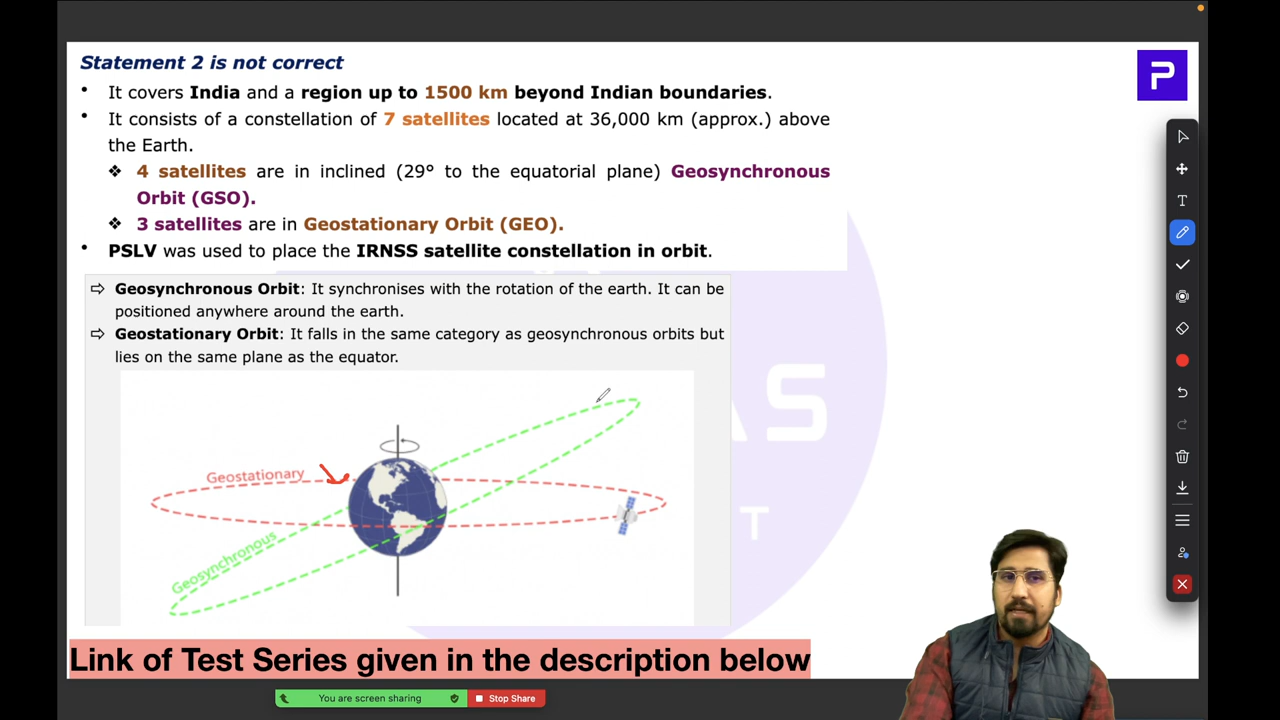 Statement 2 is not correct
• It covers India and a region up to 1500 km beyond Indian boundaries.
• It consists of a constellation of 7 satellites located at 36,000 km (approx.) above
the Earth.
❖ 4 satellites are in inclined (29° to the equatorial plane) Geosynchronous
Orbit (GSO).
❖ 3 satellites are in Geostationary Orbit (GEO).
• PSLV was used to place the IRNSS satellite constellation in orbit.
⇨ Geosynchronous Orbit: It synchronises with the rotation of the earth. It can be
positioned anywhere around the earth.
⇨ Geostationary Orbit: It falls in the same category as geosynchronous orbits but
lies on the same plane as the equator.
Geostationary
Geosynchronous
AS
T
Link of Test Series given in the description below
You are screen sharing
Stop Share
P
T